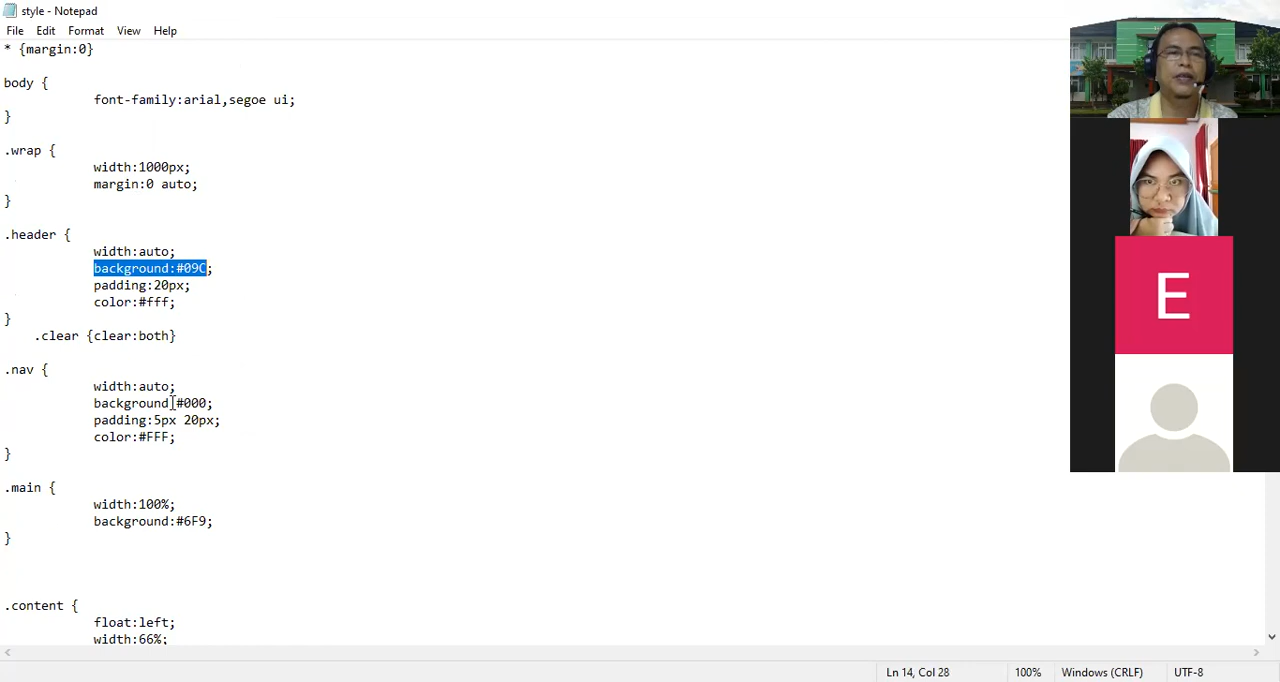 style - Notepad
File Edit Format View Help
* {margin:0}
body {
font-family:arial,segoe ui;
}
.wrap {
width:1000px;
margin:0 auto;
}
.header {
width:auto;
background:#09C;
padding:20px;
color:#fff;
}
.clear {clear:both}
.nav {
width:auto;
background:#000;
padding:5px 20px;
color:#FFF;
}
.main {
width:100%;
background:#6F9;
}
.content {
float:left;
width:66%;
E
Ln 14, Col 28 100% Windows (CRLF) UTF-8